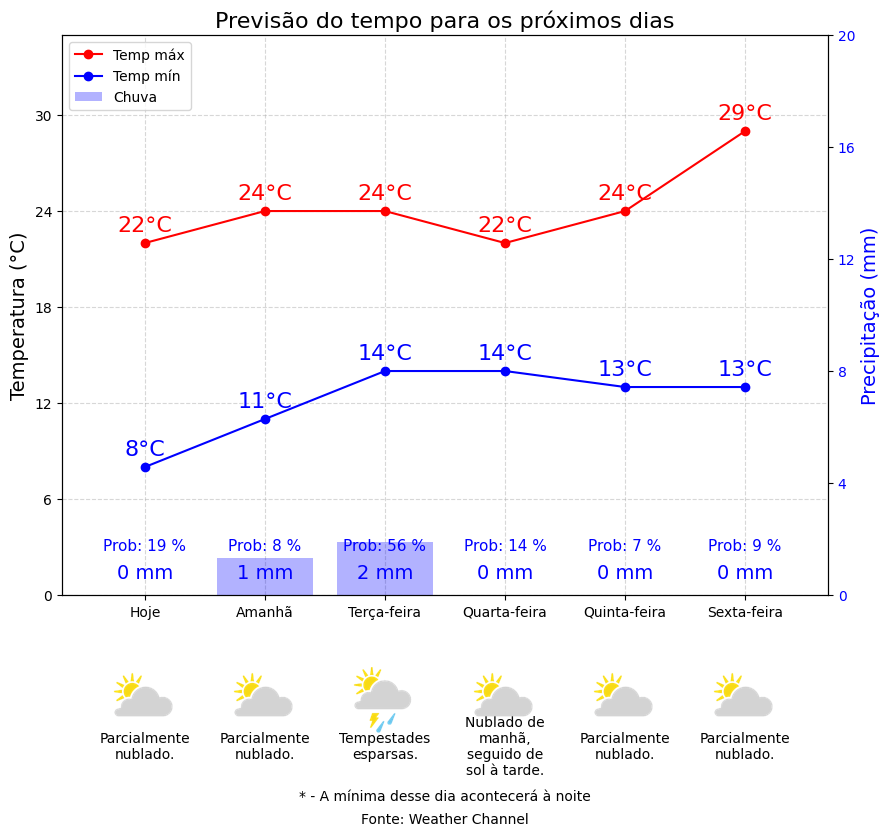 Previsão do tempo para os próximos dias
Temp máx
Temp mín
Chuva
Temperatura (°C)
Precipitação (mm)
30
24
18
12
6
0
20
16
12
8
4
0
22°C 24°C 24°C 22°C 24°C 29°C
8°C 11°C 14°C 14°C 13°C 13°C
Prob: 19 % Prob: 8 % Prob: 56 % Prob: 14 % Prob: 7 % Prob: 9 %
0 mm 1 mm 2 mm 0 mm 0 mm 0 mm
Hoje Amanhã Terça-feira Quarta-feira Quinta-feira Sexta-feira
Parcialmente
nublado.
Parcialmente
nublado.
Tempestades
esparsas.
Nublado de
manhã,
seguido de
sol à tarde.
Parcialmente
nublado.
Parcialmente
nublado.
* - A mínima desse dia acontecerá à noite
Fonte: Weather Channel